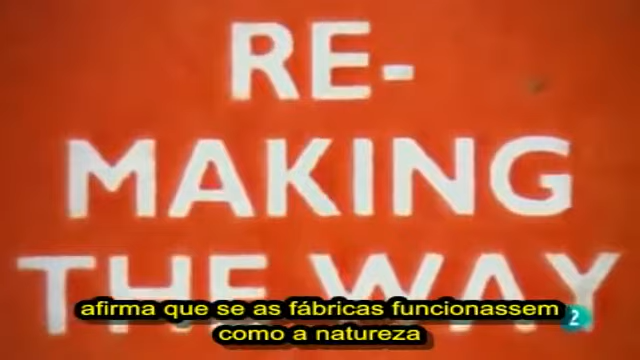 RE-
MAKING
THE WAY
afirma que se as fábricas funcionassem
como a natureza
2